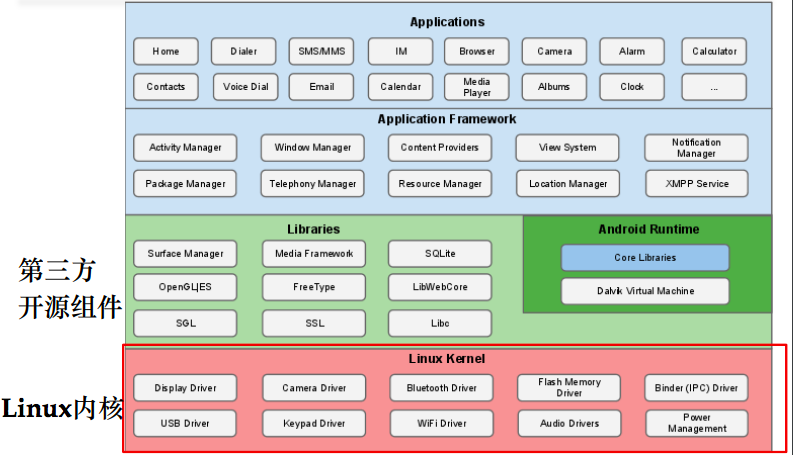 Applications
Home
Dialer
SMS/MMS
IM
Browser
Camera
Alarm
Calculator
Contacts
Voice Dial
Email
Calendar
Media
Player
Albums
Clock
...
Application Framework
Activity Manager
Window Manager
Content Providers
View System
Notification
Manager
Package Manager
Telephony Manager
Resource Manager
Location Manager
XMPP Service
第三方
开源组件
Libraries
Surface Manager
Media Framework
SQLite
OpenGL|ES
FreeType
LibWebCore
SGL
SSL
Libc
Android Runtime
Core Libraries
Dalvik Virtual Machine
Linux内核
Linux Kernel
Display Driver
Camera Driver
Bluetooth Driver
Flash Memory
Driver
Binder (IPC) Driver
USB Driver
Keypad Driver
WiFi Driver
Audio Drivers
Power
Management